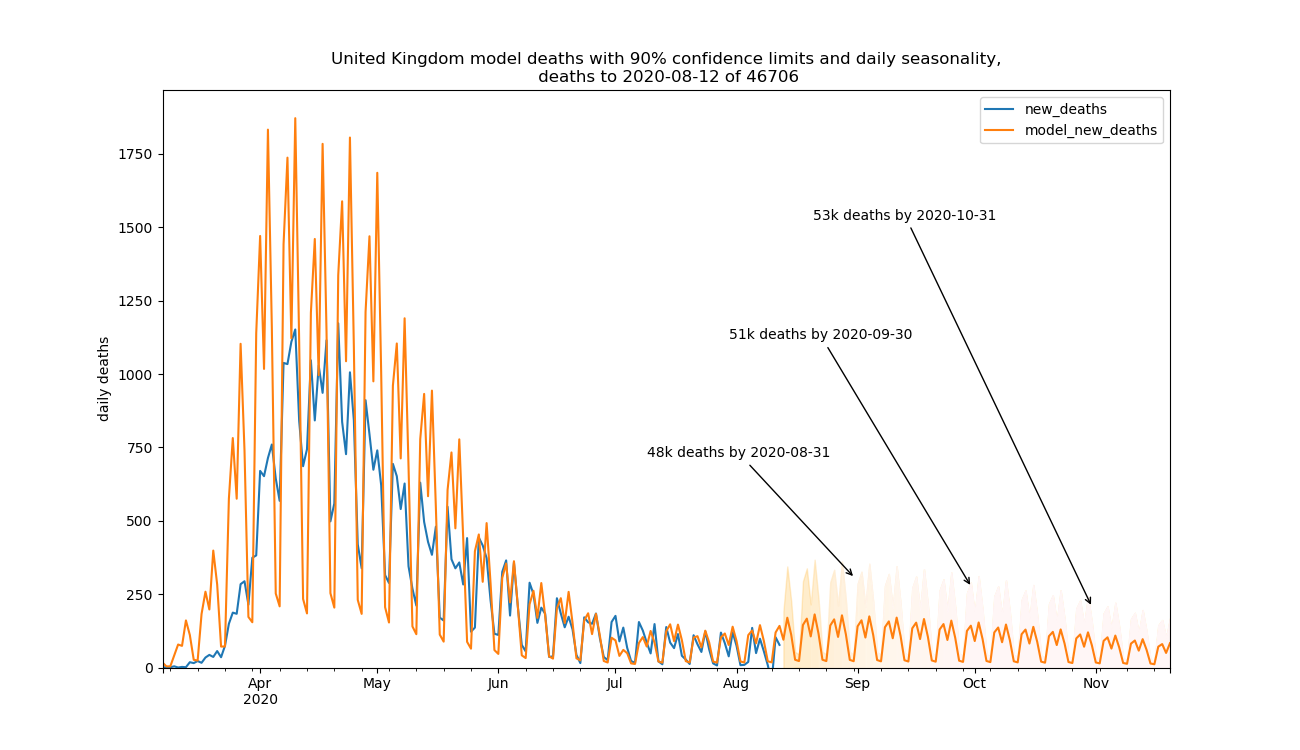 United Kingdom model deaths with 90% confidence limits and daily seasonality,
deaths to 2020-08-12 of 46706
new_deaths
model_new_deaths
1750
1500
1250
1000
750
500
250
0
daily deaths
53k deaths by 2020-10-31
51k deaths by 2020-09-30
48k deaths by 2020-08-31
Apr May Jun Jul Aug Sep Oct Nov
2020